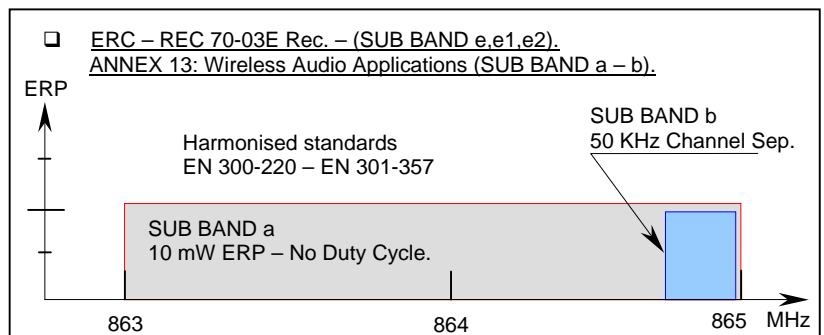 ❑ ERC – REC 70-03E Rec. – (SUB BAND e,e1,e2).
ANNEX 13: Wireless Audio Applications (SUB BAND a – b).
ERP
SUB BAND b
50 KHz Channel Sep.
Harmonised standards
EN 300-220 – EN 301-357
SUB BAND a
10 mW ERP – No Duty Cycle.
863
864
865
MHz